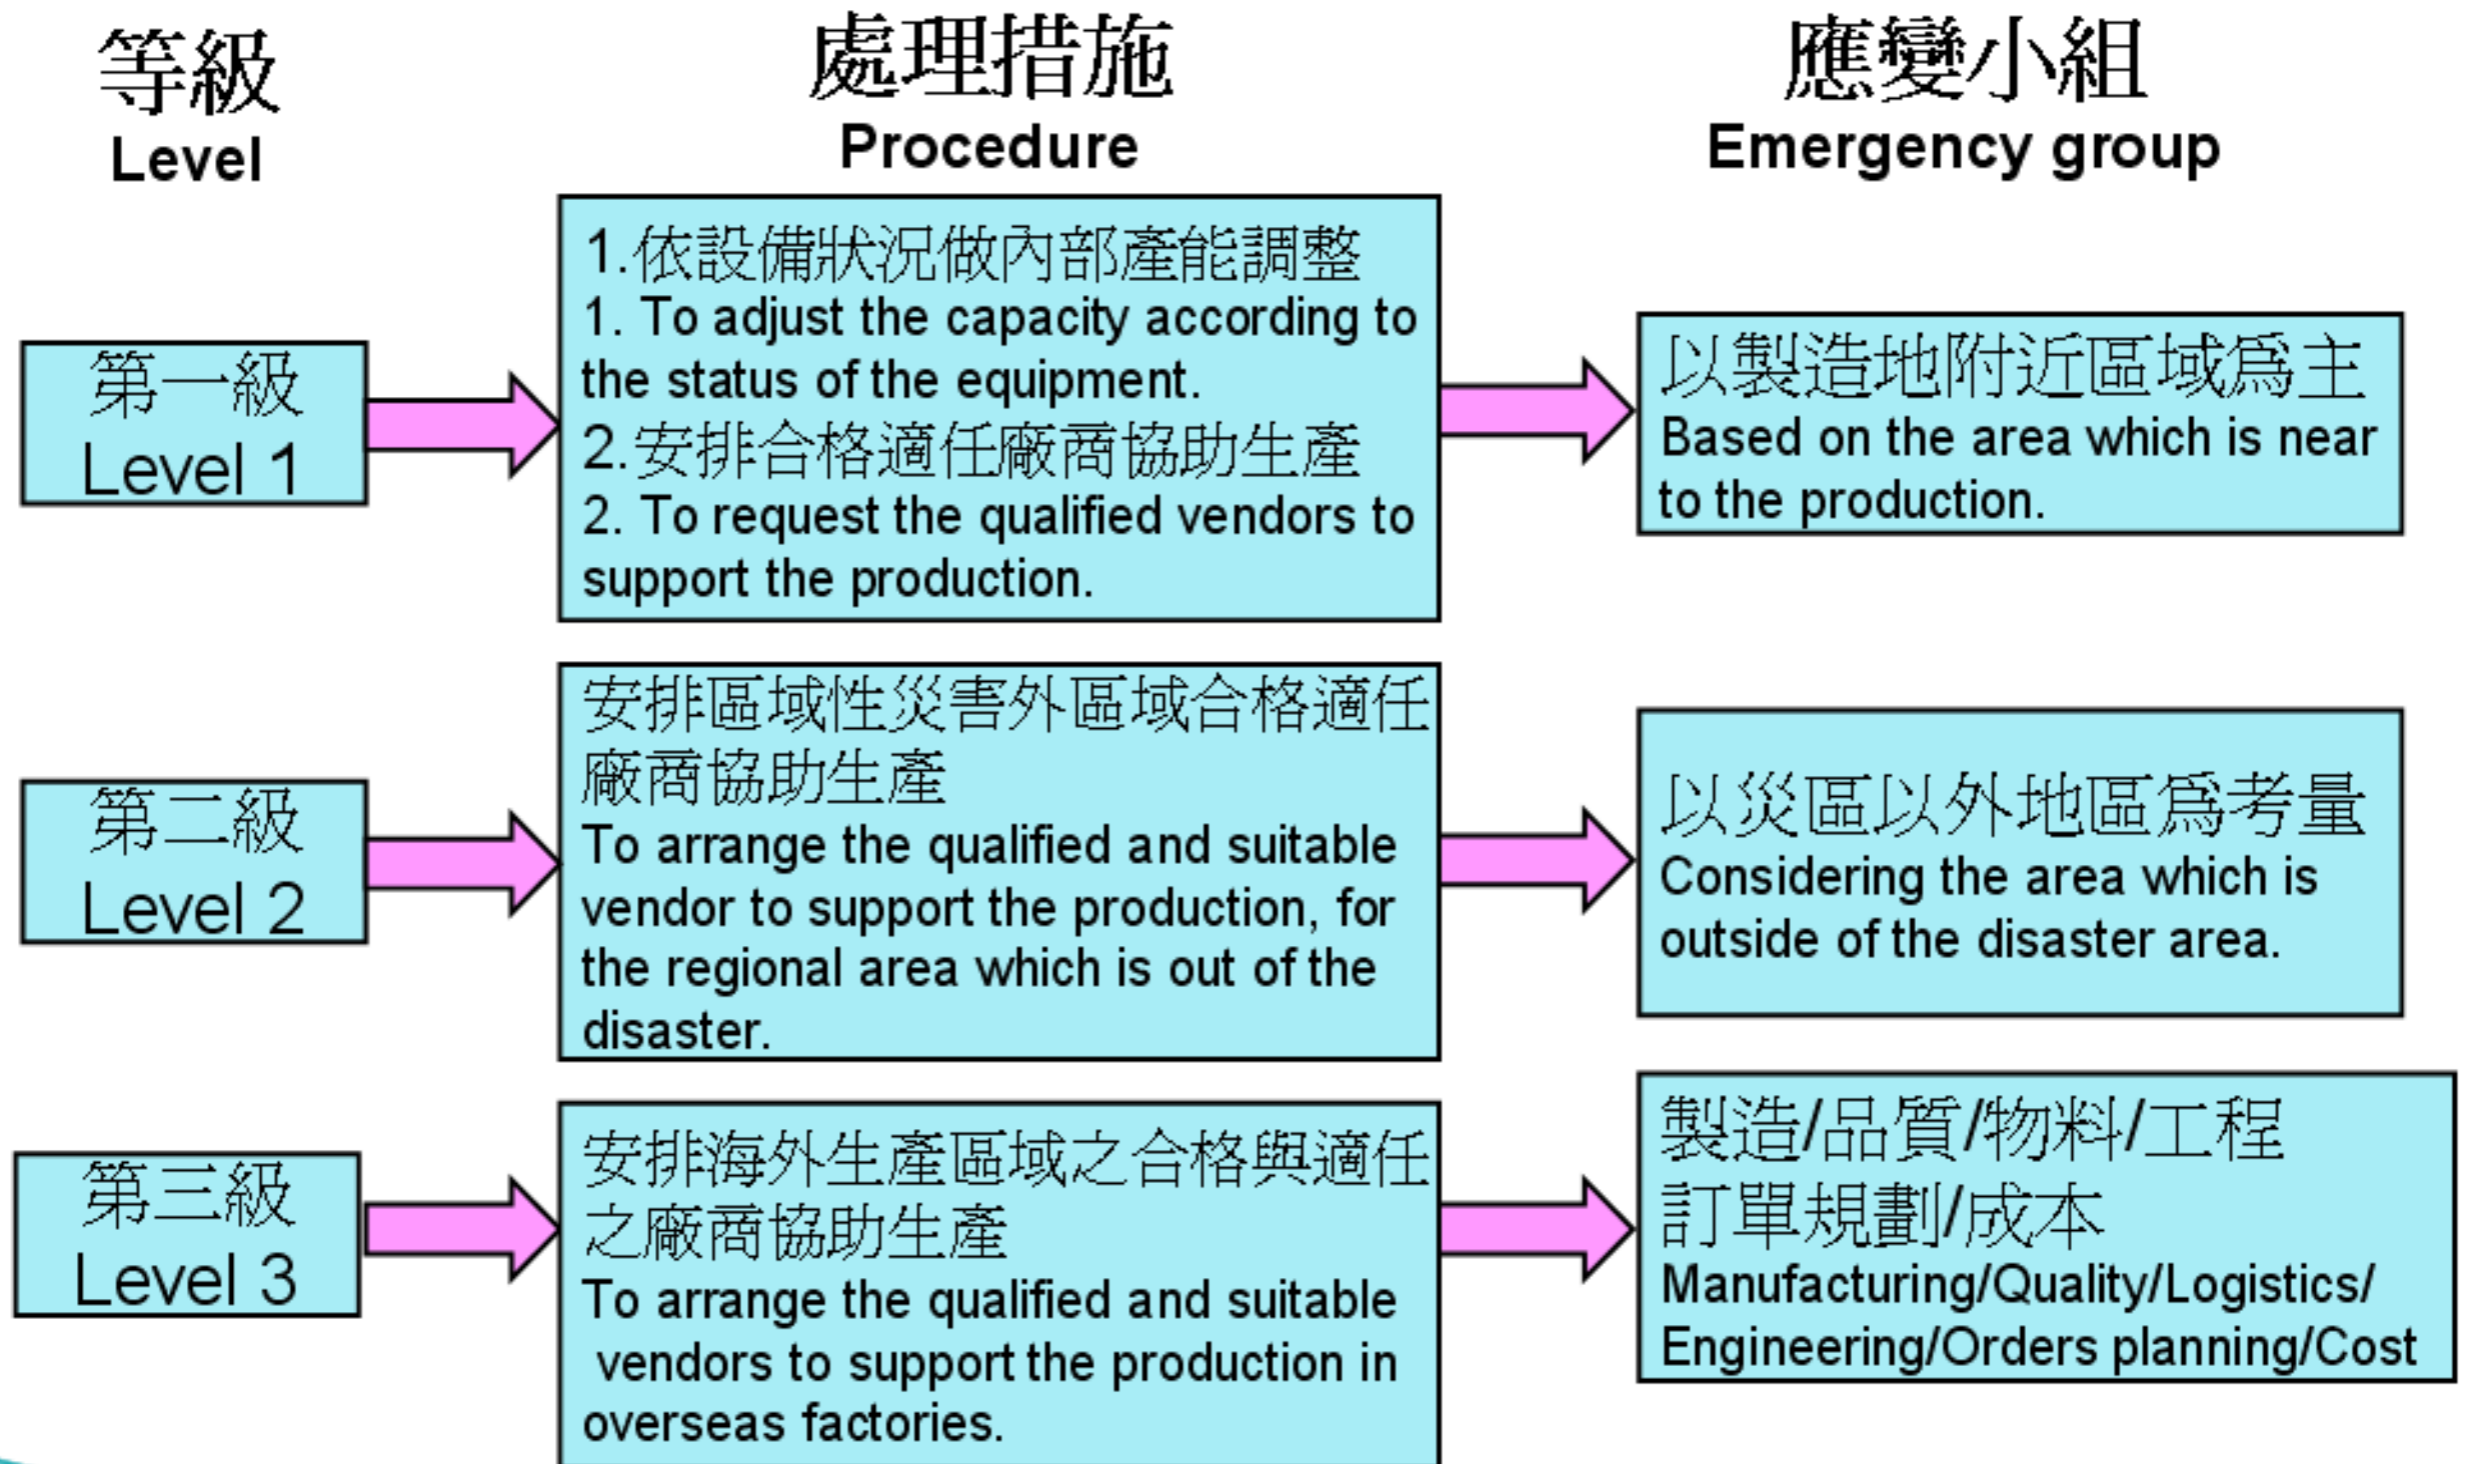 等級
Level
處理措施
Procedure
應變小組
Emergency group
第一級
Level 1
1.依設備狀況做內部產能調整
1. To adjust the capacity according to
the status of the equipment.
2.安排合格適任廠商協助生產
2. To request the qualified vendors to
support the production.
以製造地附近區域爲主
Based on the area which is near
to the production.
第二級
Level 2
安排區域性災害外區域合格適任
廠商協助生產
To arrange the qualified and suitable
vendor to support the production, for
the regional area which is out of the
disaster.
以災區以外地區爲考量
Considering the area which is
outside of the disaster area.
第三級
Level 3
安排海外生產區域之合格與適任
之廠商協助生產
To arrange the qualified and suitable
vendors to support the production in
overseas factories.
製造/品質/物料/工程
訂單規劃/成本
Manufacturing/Quality/Logistics/
Engineering/Orders planning/Cost